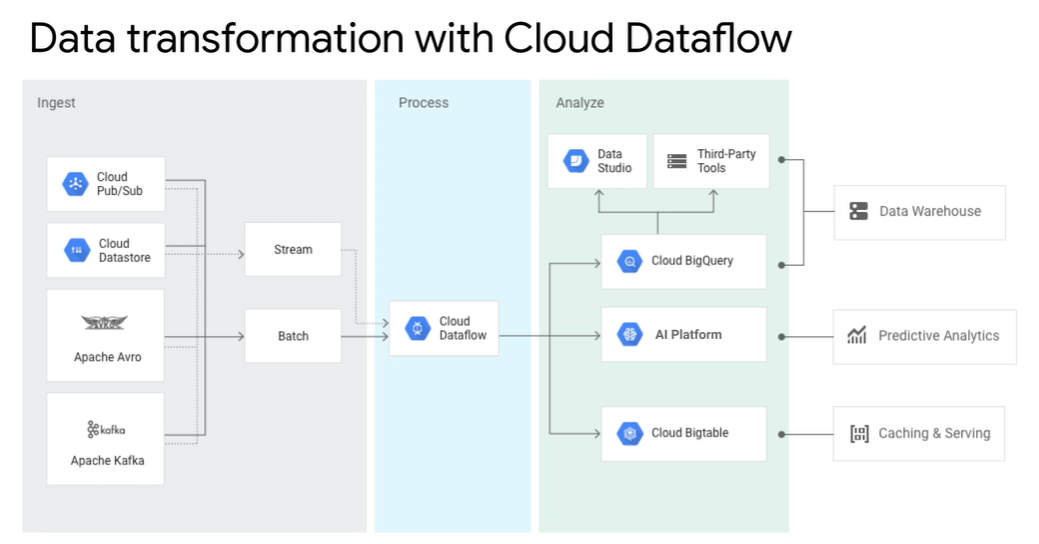 Data transformation with Cloud Dataflow
Ingest
Process
Analyze
Cloud
Pub/Sub
Cloud
Datastore
AVRO
Apache Avro
kafka
Apache Kafka
Stream
Batch
Cloud
Dataflow
Data
Studio
Third-Party
Tools
Cloud BigQuery
AI Platform
Cloud Bigtable
Data Warehouse
Predictive Analytics
Caching & Serving